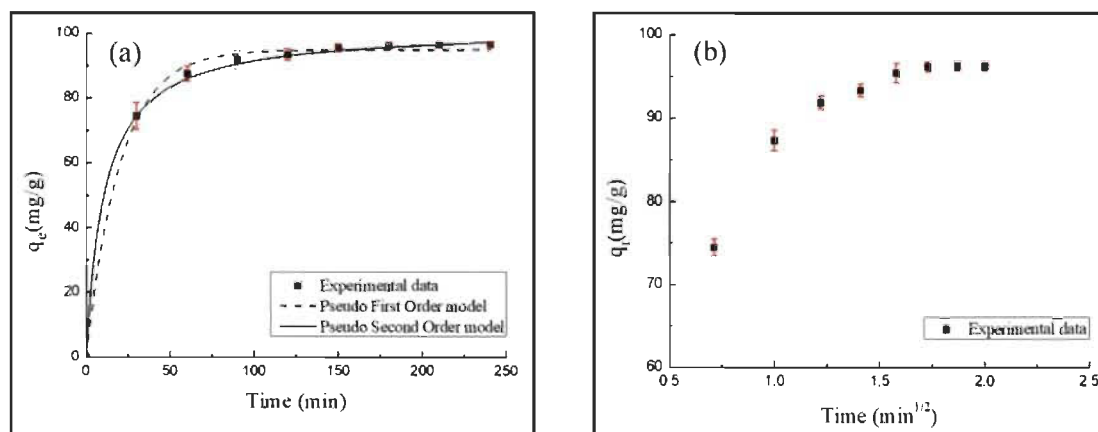 (a)
100
80
60
40
20
0
qe(mg/g)
Experimental data
Pseudo First Order model
Pseudo Second Order model
0 50 100 150 200 250
Time (min)
(b)
100
90
80
70
60
qt(mg/g)
Experimental data
0.5 1.0 1.5 2.0 2.5
Time (min1/2)